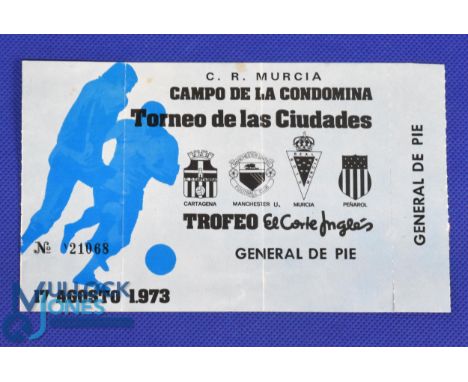 C. R. MURCIA
CAMPO DE LA CONDOMINA
Torneo de las Ciudades
CARTAGENA MANCHESTER U. MURCIA PEÑAROL
TROFEO El Corte Inglés
Nº 21068
GENERAL DE PIE
17 AGOSTO 1.973
GENERAL DE PIE
MULLOCK
JONES